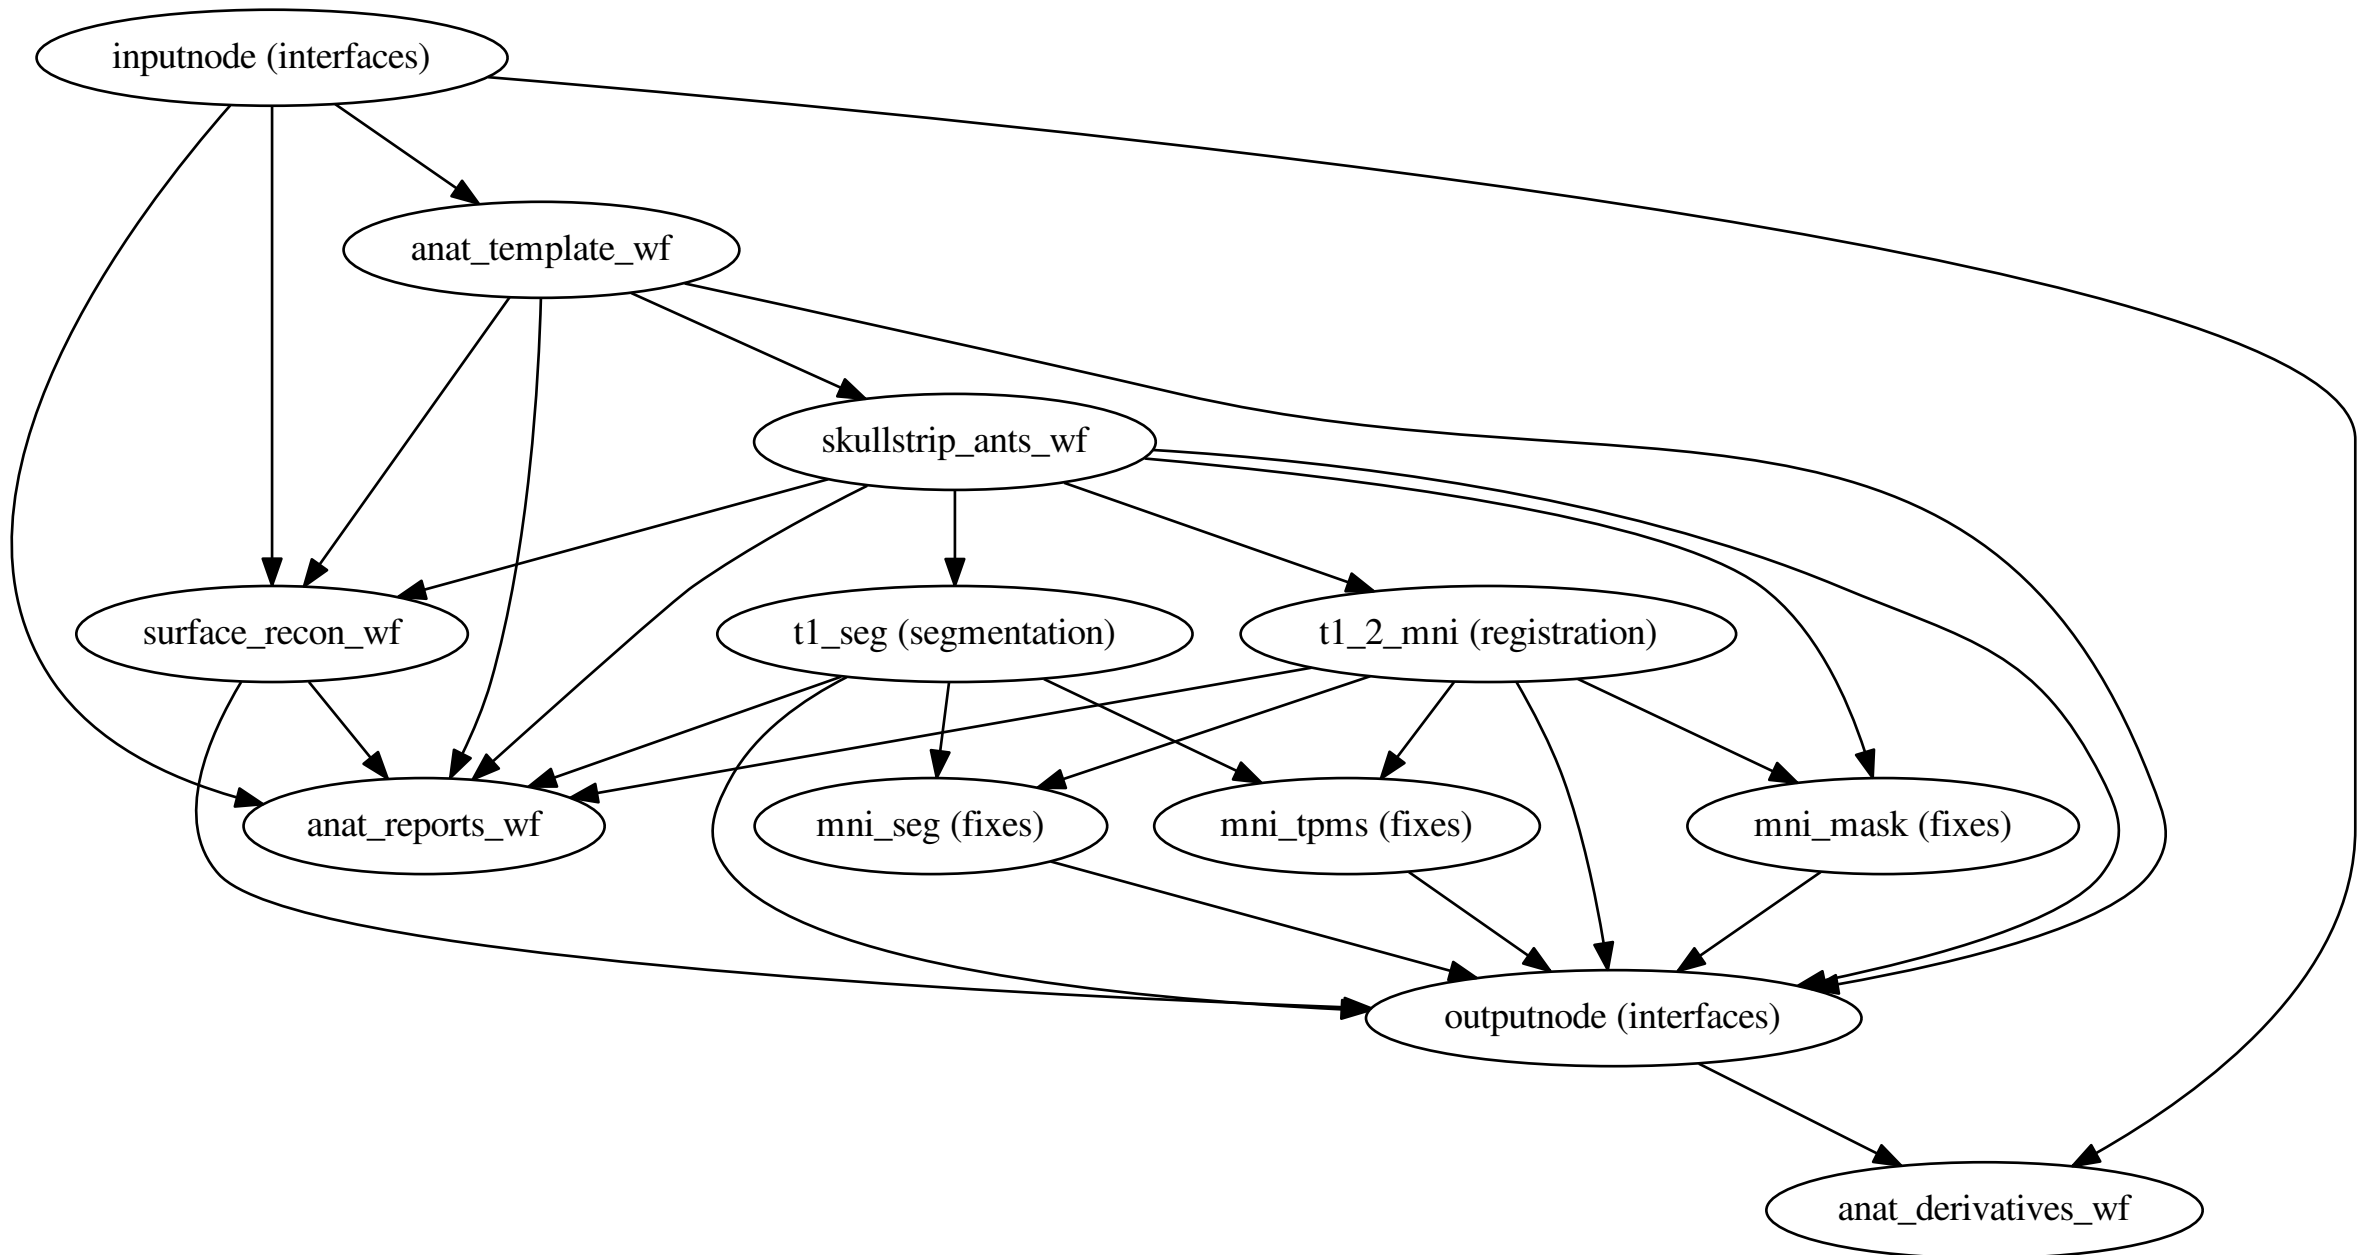 inputnode (interfaces)
anat_template_wf
skullstrip_ants_wf
surface_recon_wf
t1_seg (segmentation)
t1_2_mni (registration)
anat_reports_wf
mni_seg (fixes)
mni_tpms (fixes)
mni_mask (fixes)
outputnode (interfaces)
anat_derivatives_wf